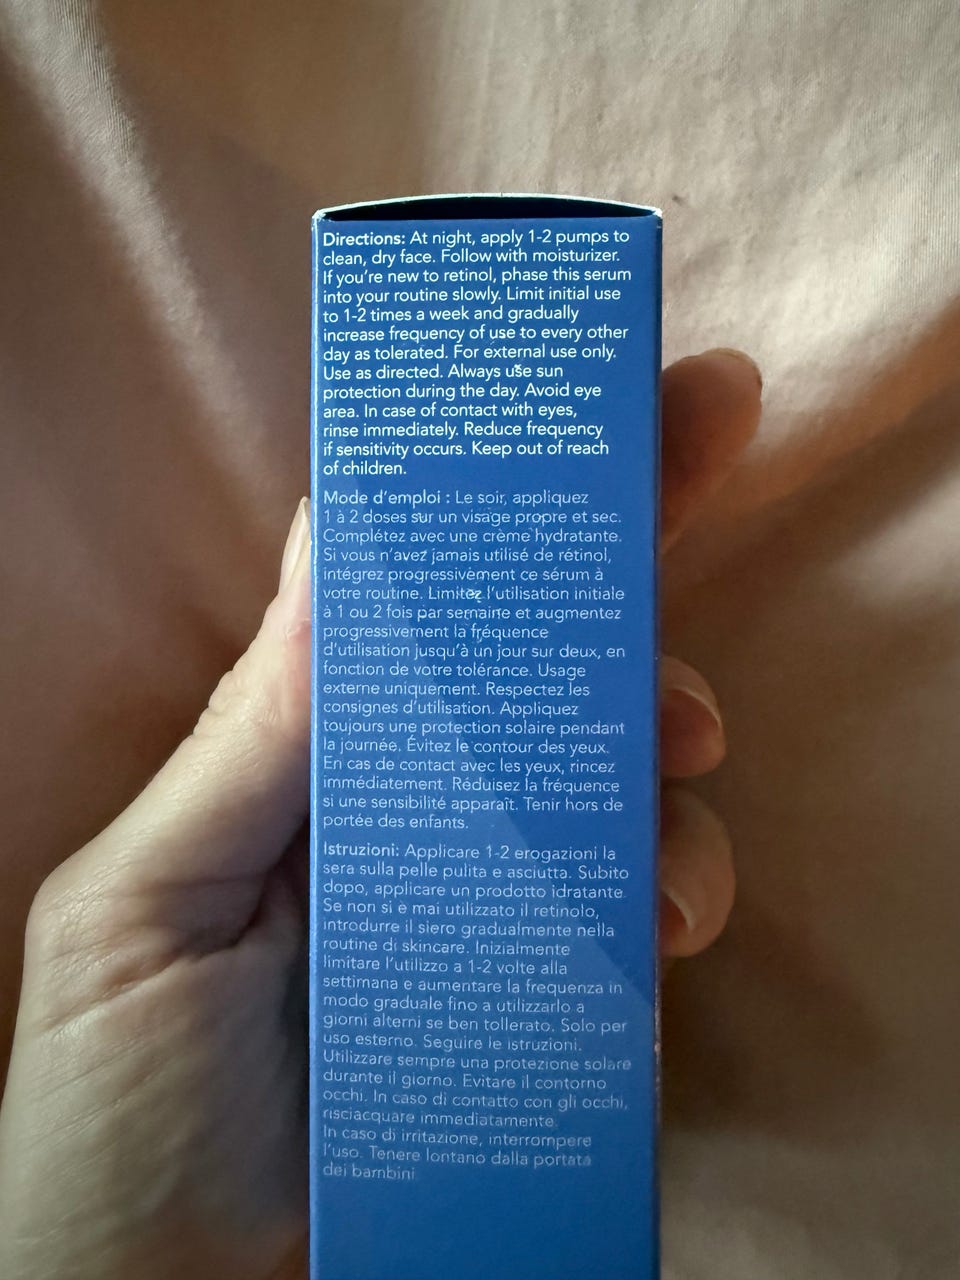 Directions: At night, apply 1-2 pumps to
clean, dry face. Follow with moisturizer.
If you're new to retinol, phase this serum
into your routine slowly. Limit initial use
to 1-2 times a week and gradually
increase frequency of use to every other
day as tolerated. For external use only.
Use as directed. Always use sun
protection during the day. Avoid eye
area. In case of contact with eyes,
rinse immediately. Reduce frequency
if sensitivity occurs. Keep out of reach
of children.
Mode d'emploi : Le soir, appliquez
1 à 2 doses sur un visage propre et sec.
Complétez avec une crème hydratante.
Si vous n'avez jamais utilisé de rétinol,
intégrez progressivement ce sérum à
votre routine. Limitez l'utilisation initiale
à 1 ou 2 fois par semaine et augmentez
progressivement la fréquence
d'utilisation jusqu'à un jour sur deux, en
fonction de votre tolérance. Usage
externe uniquement. Respectez les
consignes d'utilisation. Appliquez
toujours une protection solaire pendant
la journée. Évitez le contour des yeux.
En cas de contact avec les yeux, rincez
immédiatement. Réduisez la fréquence
si une sensibilité apparaît. Tenir hors de
portée des enfants.
Istruzioni: Applicare 1-2 erogazioni la
sera sulla pelle pulita e asciutta. Subito
dopo, applicare un prodotto idratante.
Se non si è mai utilizzato il retinolo,
introdurre il siero gradualmente nella
routine di skincare. Inizialmente
limitare l'utilizzo a 1-2 volte alla
settimana e aumentare la frequenza in
modo graduale fino a utilizzarlo a
giorni alterni se ben tollerato. Solo per
uso esterno. Seguire le istruzioni.
Utilizzare sempre una protezione solare
durante il giorno. Evitare il contorno
occhi. In caso di contatto con gli occhi,
risciacquare immediatamente.
In caso di irritazione, interrompere
l'uso. Tenere lontano dalla portata
dei bambini.